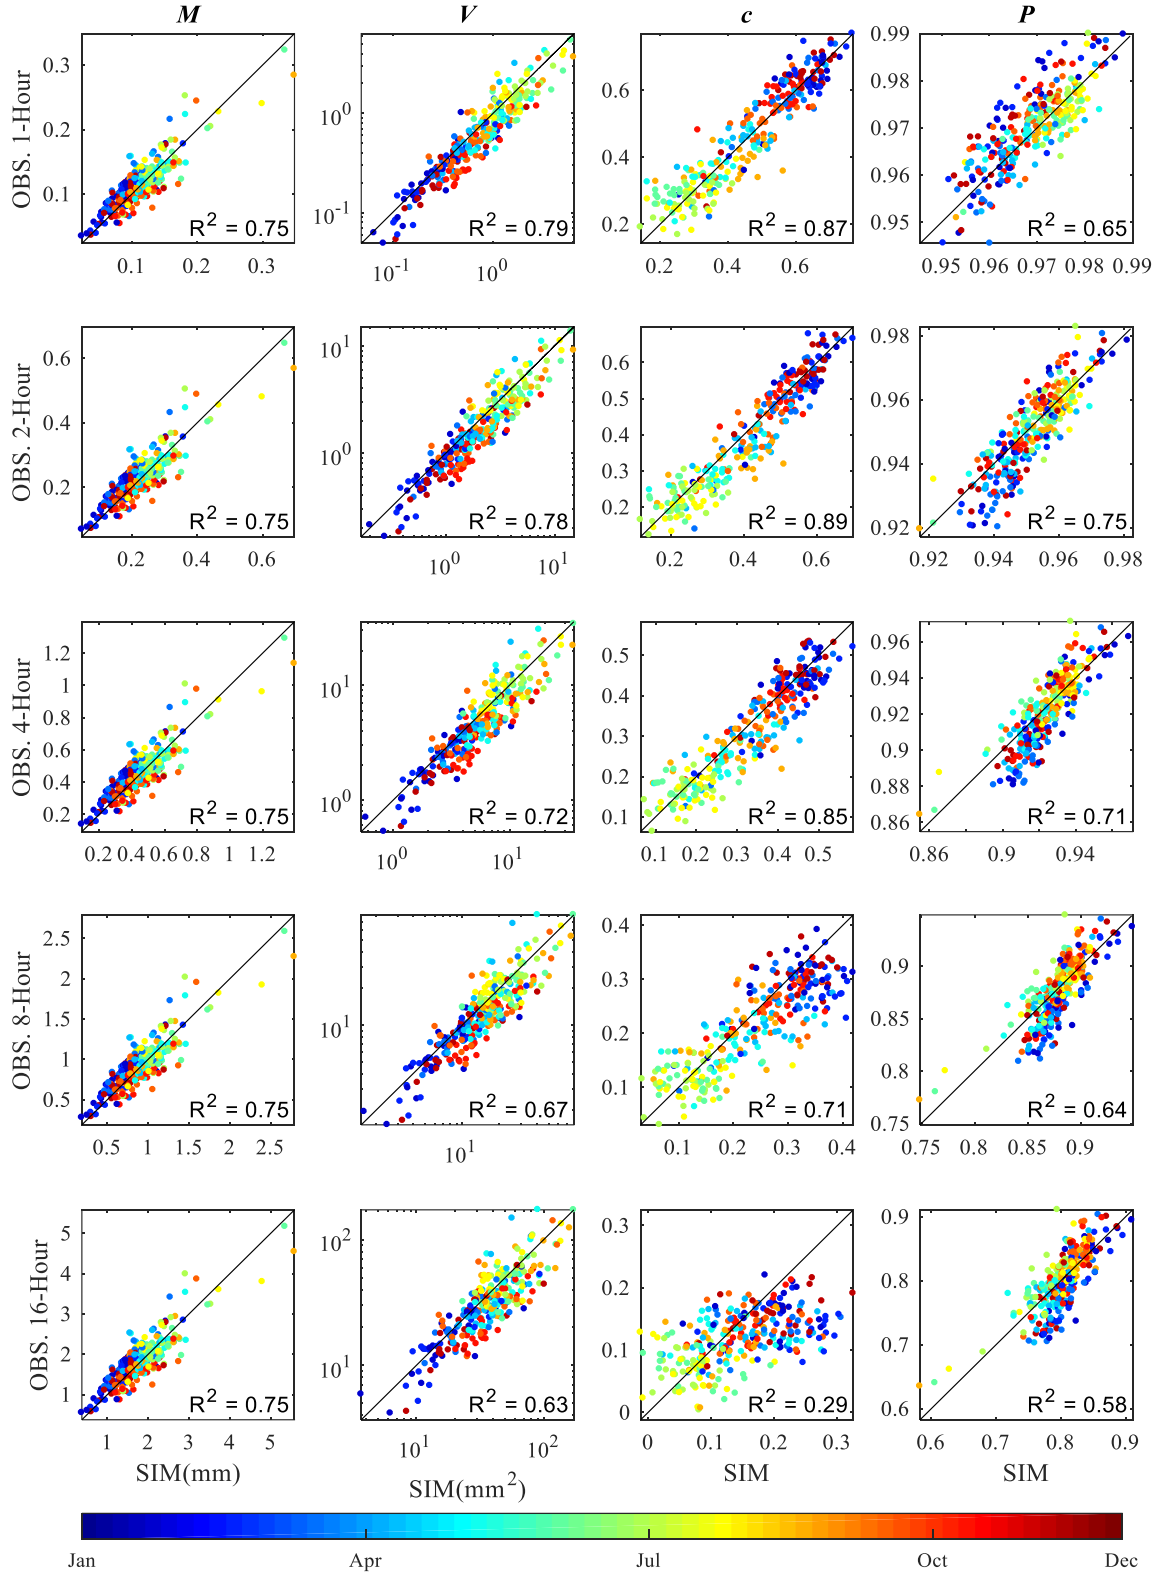 M V c P
OBS. 1-Hour
0.3
0.2
0.1
R² = 0.75
0.1 0.2 0.3
10⁰
10⁻¹
R² = 0.79
10⁻¹ 10⁰
0.6
0.4
0.2
R² = 0.87
0.2 0.4 0.6
0.99
0.98
0.97
0.96
0.95
R² = 0.65
0.95 0.96 0.97 0.98 0.99
OBS. 2-Hour
0.6
0.4
0.2
R² = 0.75
0.2 0.4 0.6
10¹
10⁰
R² = 0.78
10⁰ 10¹
0.6
0.5
0.4
0.3
0.2
R² = 0.89
0.2 0.4 0.6
0.98
0.96
0.94
0.92
R² = 0.75
0.92 0.94 0.96 0.98
OBS. 4-Hour
1.2
1
0.8
0.6
0.4
0.2
R² = 0.75
0.2 0.4 0.6 0.8 1 1.2
10¹
10⁰
R² = 0.72
10⁰ 10¹
0.5
0.4
0.3
0.2
0.1
R² = 0.85
0.1 0.2 0.3 0.4 0.5
0.96
0.94
0.92
0.9
0.88
0.86
R² = 0.71
0.86 0.9 0.94
OBS. 8-Hour
2.5
2
1.5
1
0.5
R² = 0.75
0.5 1 1.5 2 2.5
10¹
R² = 0.67
10¹
0.4
0.3
0.2
0.1
R² = 0.71
0.1 0.2 0.3 0.4
0.9
0.85
0.8
0.75
R² = 0.64
0.75 0.8 0.85 0.9
OBS. 16-Hour
5
4
3
2
1
R² = 0.75
1 2 3 4 5
SIM(mm)
10²
10¹
R² = 0.63
10¹ 10²
SIM(mm²)
0.3
0.2
0.1
0
R² = 0.29
0 0.1 0.2 0.3
SIM
0.9
0.8
0.7
0.6
R² = 0.58
0.6 0.7 0.8 0.9
SIM
Jan Apr Jul Oct Dec